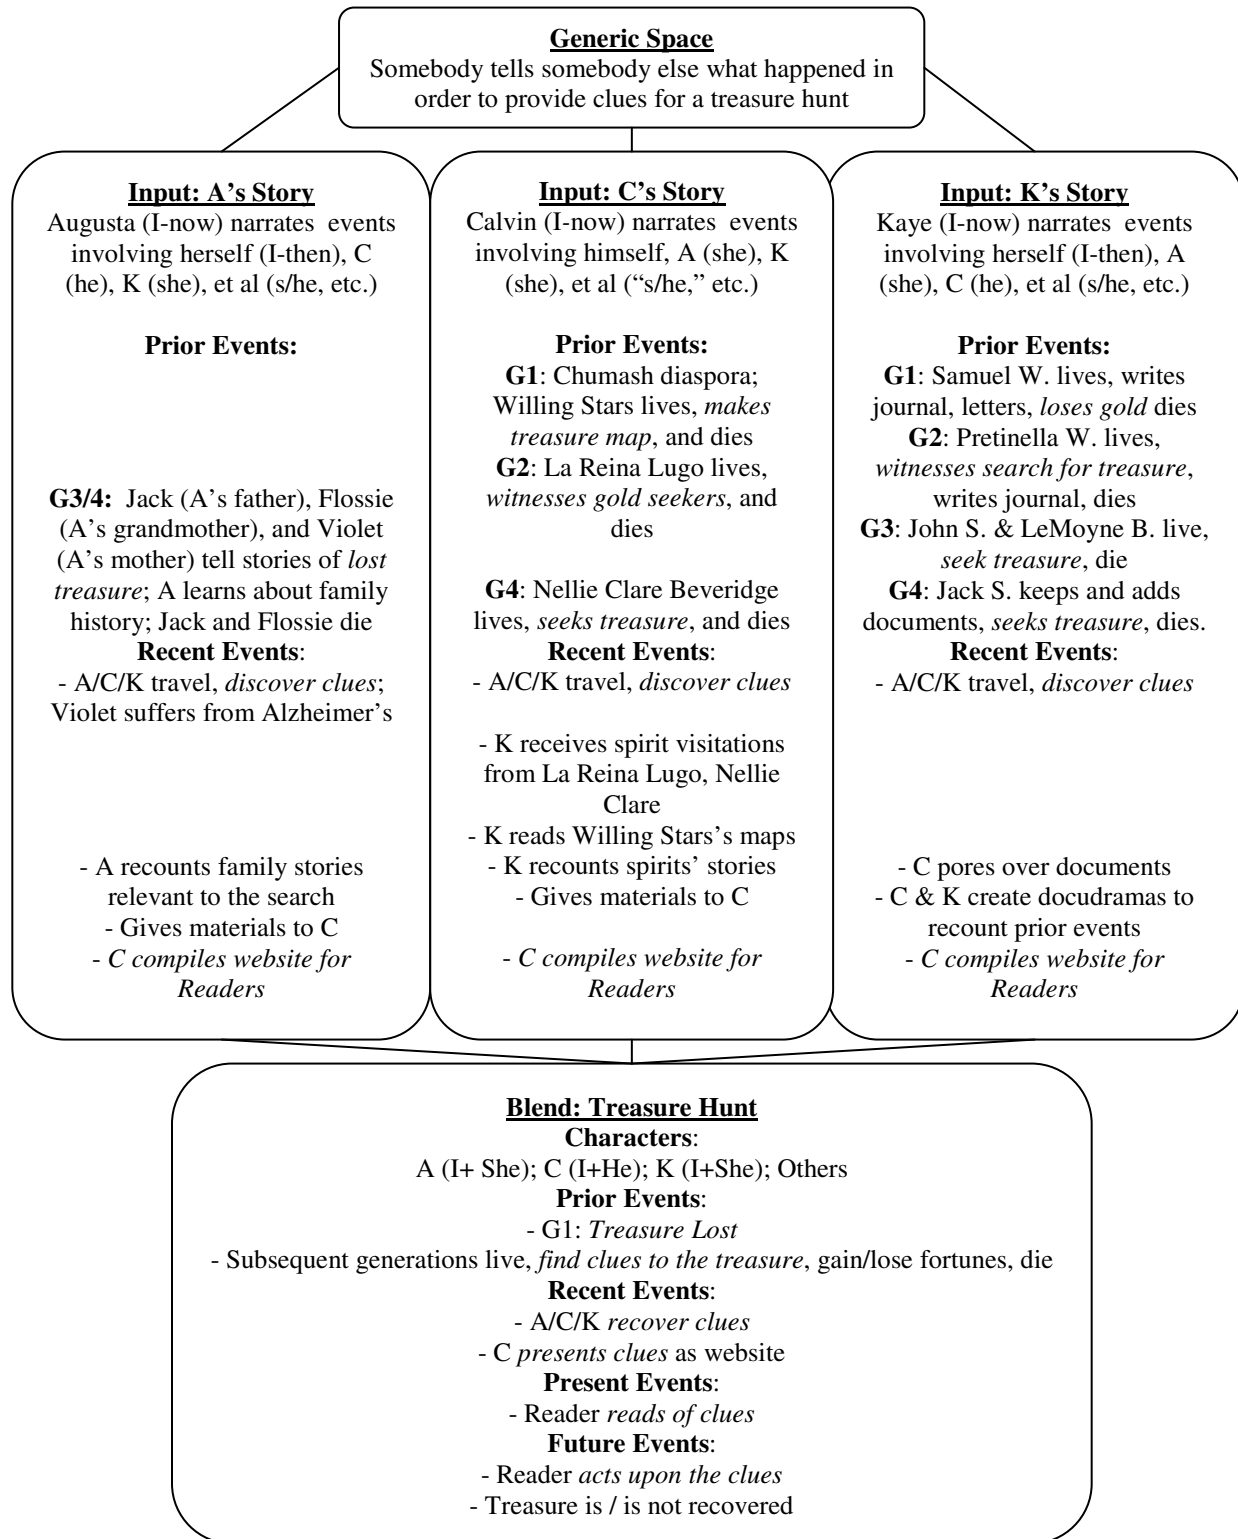 Generic Space
Somebody tells somebody else what happened in
order to provide clues for a treasure hunt
Input: A's Story
Augusta (I-now) narrates events
involving herself (I-then), C
(he), K (she), et al (s/he, etc.)
Prior Events:
G3/4: Jack (A's father), Flossie
(A's grandmother), and Violet
(A's mother) tell stories of lost
treasure; A learns about family
history; Jack and Flossie die
Recent Events:
- A/C/K travel, discover clues;
Violet suffers from Alzheimer's
- A recounts family stories
relevant to the search
- Gives materials to C
- C compiles website for
Readers
Input: C's Story
Calvin (I-now) narrates events
involving himself, A (she), K
(she), et al (“s/he,” etc.)
Prior Events:
G1: Chumash diaspora;
Willing Stars lives, makes
treasure map, and dies
G2: La Reina Lugo lives,
witnesses gold seekers, and
dies
G4: Nellie Clare Beveridge
lives, seeks treasure, and dies
Recent Events:
- A/C/K travel, discover clues
- K receives spirit visitations
from La Reina Lugo, Nellie
Clare
- K reads Willing Stars's maps
- K recounts spirits' stories
- Gives materials to C
- C compiles website for
Readers
Input: K's Story
Kaye (I-now) narrates events
involving herself (I-then), A
(she), C (he), et al (s/he, etc.)
Prior Events:
G1: Samuel W. lives, writes
journal, letters, loses gold dies
G2: Pretinella W. lives,
witnesses search for treasure,
writes journal, dies
G3: John S. & LeMoyne B. live,
seek treasure, die
G4: Jack S. keeps and adds
documents, seeks treasure, dies.
Recent Events:
- A/C/K travel, discover clues
- C pores over documents
- C & K create docudramas to
recount prior events
- C compiles website for
Readers
Blend: Treasure Hunt
Characters:
A (I+ She); C (I+He); K (I+She); Others
Prior Events:
- G1: Treasure Lost
- Subsequent generations live, find clues to the treasure, gain/lose fortunes, die
Recent Events:
- A/C/K recover clues
- C presents clues as website
Present Events:
- Reader reads of clues
Future Events:
- Reader acts upon the clues
- Treasure is / is not recovered